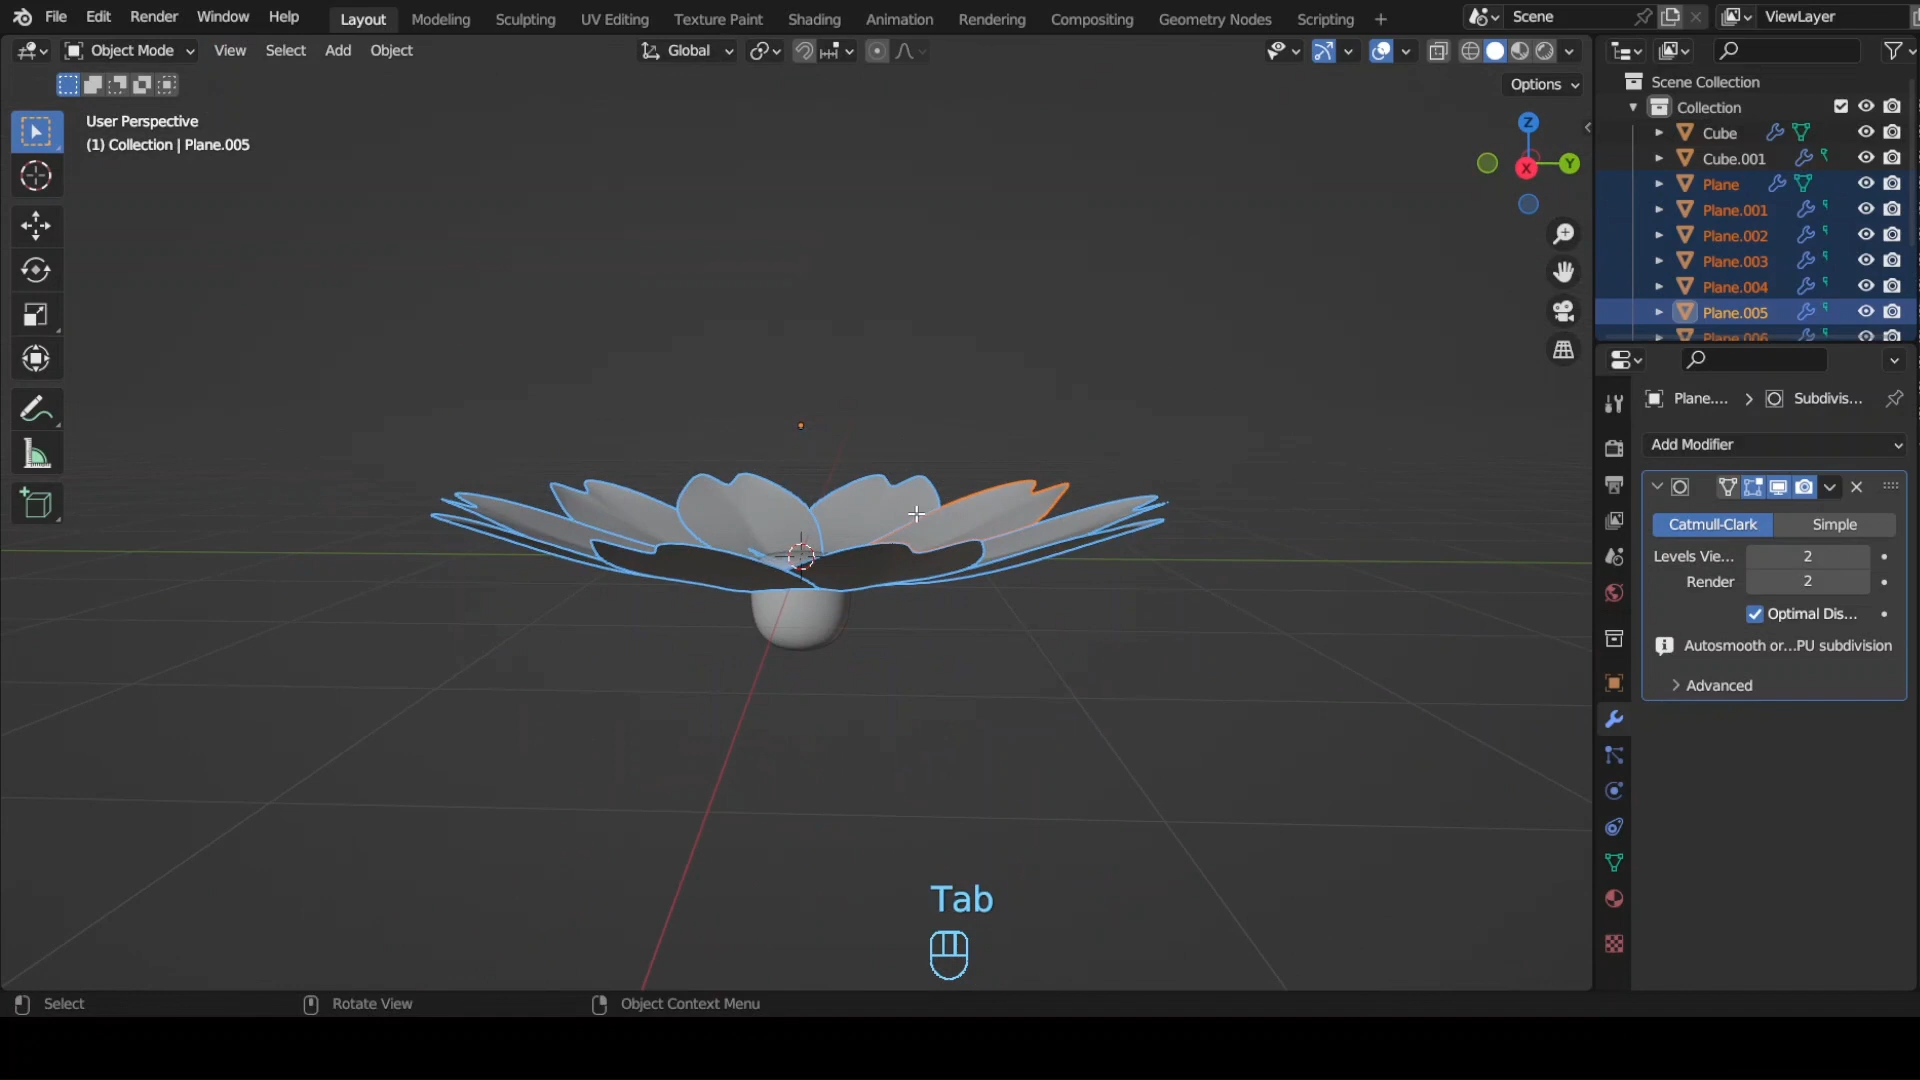 File Edit Render Window Help Layout Modeling Sculpting UV Editing Texture Paint Shading Animation Rendering Compositing Geometry Nodes Scripting + Scene ViewLayer
Object Mode View Select Add Object Global
Options
User Perspective
(1) Collection | Plane.005
Z
Y
X
Scene Collection
Collection
Cube
Cube.001
Plane
Plane.001
Plane.002
Plane.003
Plane.004
Plane.005
Plane.006
Plane.... > Subdivis...
Add Modifier
Catmull-Clark Simple
Levels Vie... 2
Render 2
Optimal Dis...
Autosmooth or...PU subdivision
Advanced
Tab
Select Rotate View Object Context Menu